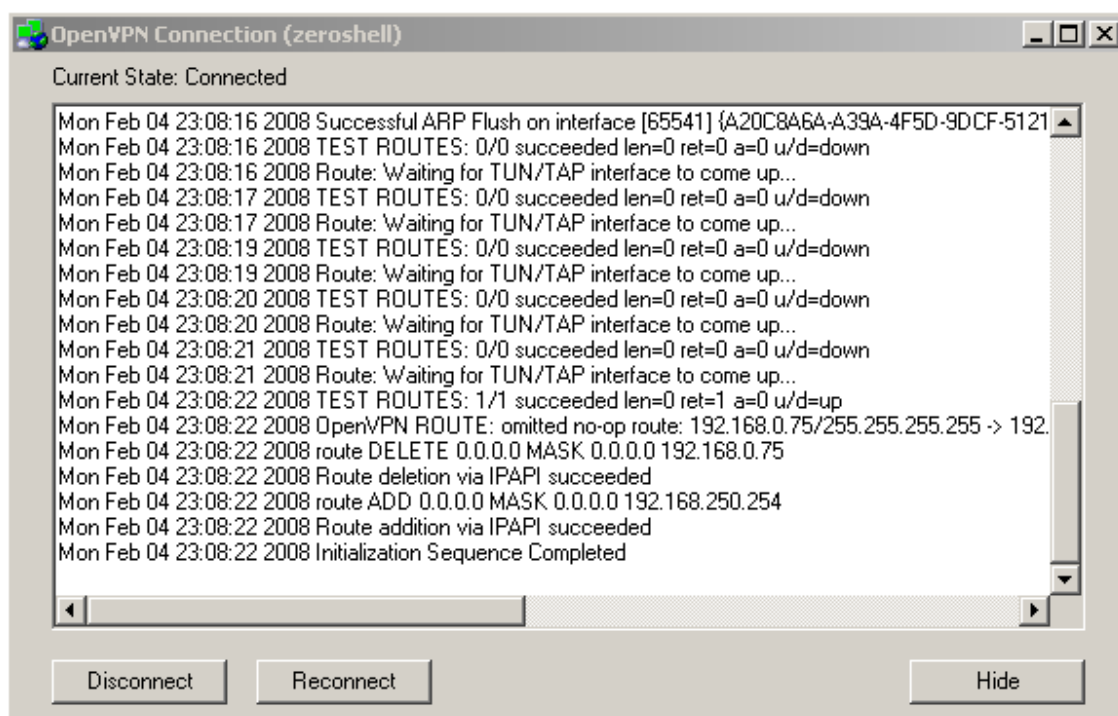 OpenVPN Connection (zeroshell)
Current State: Connected
Mon Feb 04 23:08:16 2008 Successful ARP Flush on interface [65541] {A20C8A6A-A39A-4F5D-9DCF-5121
Mon Feb 04 23:08:16 2008 TEST ROUTES: 0/0 succeeded len=0 ret=0 a=0 u/d=down
Mon Feb 04 23:08:16 2008 Route: Waiting for TUN/TAP interface to come up...
Mon Feb 04 23:08:17 2008 TEST ROUTES: 0/0 succeeded len=0 ret=0 a=0 u/d=down
Mon Feb 04 23:08:17 2008 Route: Waiting for TUN/TAP interface to come up...
Mon Feb 04 23:08:19 2008 TEST ROUTES: 0/0 succeeded len=0 ret=0 a=0 u/d=down
Mon Feb 04 23:08:19 2008 Route: Waiting for TUN/TAP interface to come up...
Mon Feb 04 23:08:20 2008 TEST ROUTES: 0/0 succeeded len=0 ret=0 a=0 u/d=down
Mon Feb 04 23:08:20 2008 Route: Waiting for TUN/TAP interface to come up...
Mon Feb 04 23:08:21 2008 TEST ROUTES: 0/0 succeeded len=0 ret=0 a=0 u/d=down
Mon Feb 04 23:08:21 2008 Route: Waiting for TUN/TAP interface to come up...
Mon Feb 04 23:08:22 2008 TEST ROUTES: 1/1 succeeded len=0 ret=1 a=0 u/d=up
Mon Feb 04 23:08:22 2008 OpenVPN ROUTE: omitted no-op route: 192.168.0.75/255.255.255.255 -> 192.
Mon Feb 04 23:08:22 2008 route DELETE 0.0.0.0 MASK 0.0.0.0 192.168.0.75
Mon Feb 04 23:08:22 2008 Route deletion via IPAPI succeeded
Mon Feb 04 23:08:22 2008 route ADD 0.0.0.0 MASK 0.0.0.0 192.168.250.254
Mon Feb 04 23:08:22 2008 Route addition via IPAPI succeeded
Mon Feb 04 23:08:22 2008 Initialization Sequence Completed
Disconnect Reconnect Hide